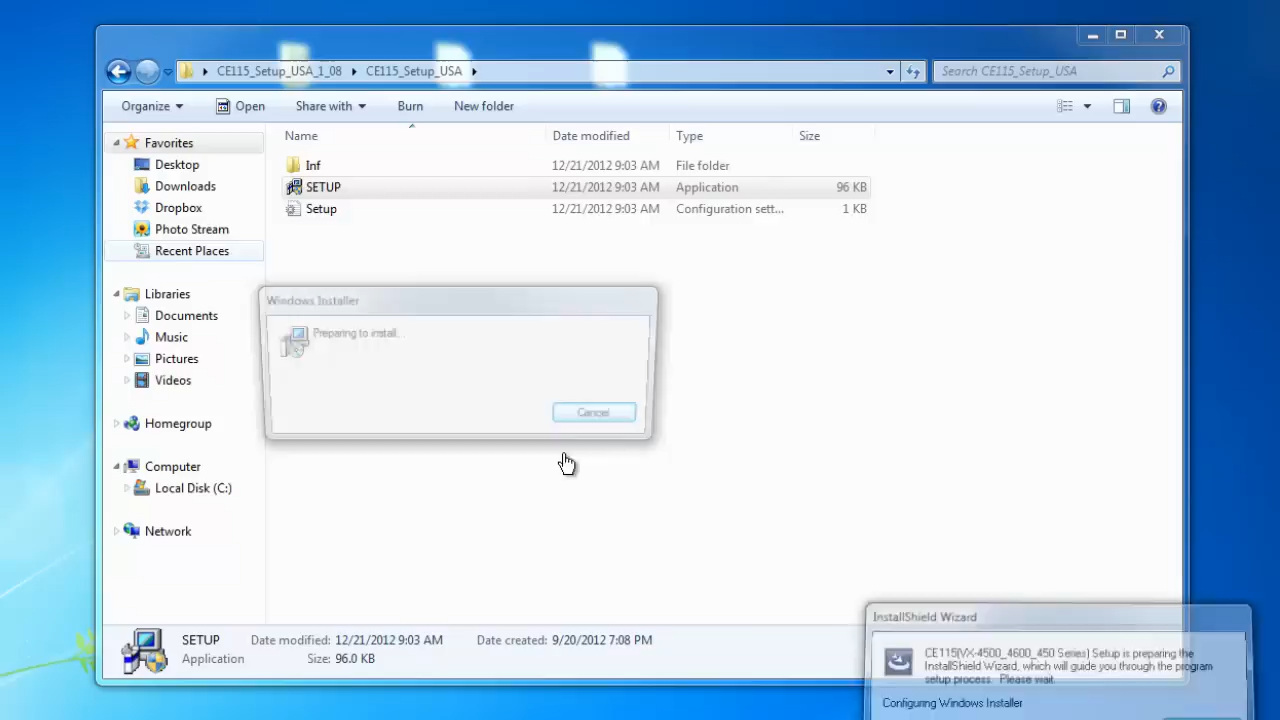 CE115_Setup_USA_1_08 CE115_Setup_USA
Search CE115_Setup_USA
Organize Open Share with Burn New folder
Name Date modified Type Size
Favorites
Desktop
Downloads
Dropbox
Photo Stream
Recent Places
Libraries
Documents
Music
Pictures
Videos
Homegroup
Computer
Local Disk (C:)
Network
Inf 12/21/2012 9:03 AM File folder
SETUP 12/21/2012 9:03 AM Application 96 KB
Setup 12/21/2012 9:03 AM Configuration sett... 1 KB
Windows Installer
Preparing to install...
Cancel
SETUP Date modified: 12/21/2012 9:03 AM Date created: 9/20/2012 7:08 PM
Application Size: 96.0 KB
InstallShield Wizard
CE115(VX-4500_4600_450 Series) Setup is preparing the
InstallShield Wizard, which will guide you through the program
setup process. Please wait.
Configuring Windows Installer